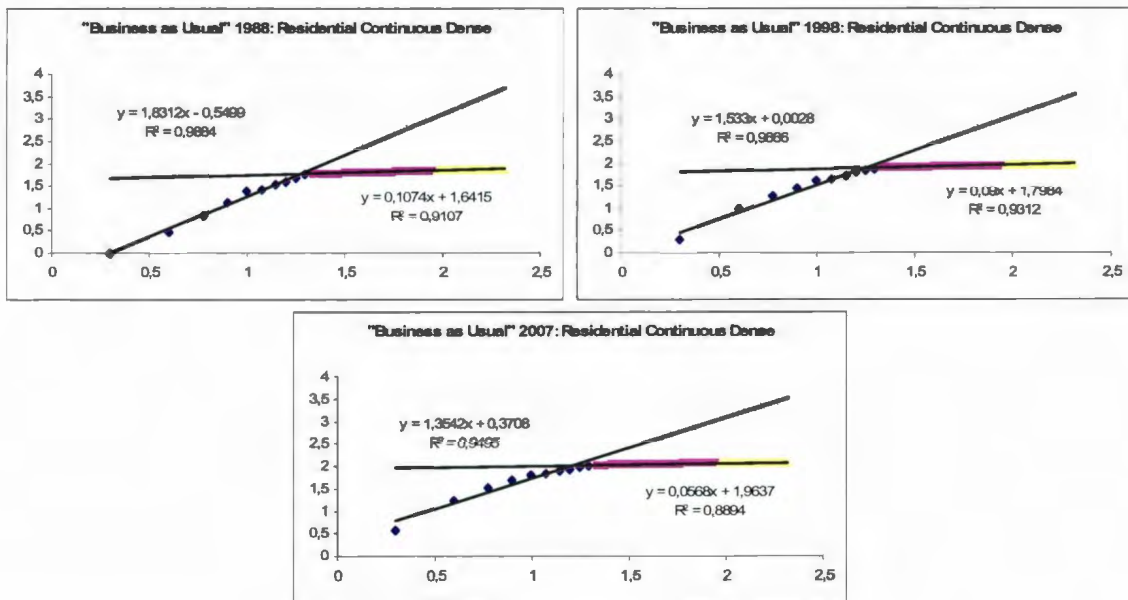 "Business as Usual" 1988: Residential Continuous Dense
4
3,5
3
2,5
2
1,5
1
0,5
0
y = 1,8312x - 0,5499
R² = 0,9884
y = 0,1074x + 1,6415
R² = 0,9107
0 0,5 1 1,5 2 2,5
"Business as Usual" 1998: Residential Continuous Dense
4
3,5
3
2,5
2
1,5
1
0,5
0
y = 1,533x + 0,0028
R² = 0,9886
y = 0,09x + 1,7984
R² = 0,9312
0 0,5 1 1,5 2 2,5
"Business as Usual" 2007: Residential Continuous Dense
4
3,5
3
2,5
2
1,5
1
0,5
0
y = 1,3542x + 0,3708
R² = 0,9495
y = 0,0568x + 1,9637
R² = 0,8894
0 0,5 1 1,5 2 2,5